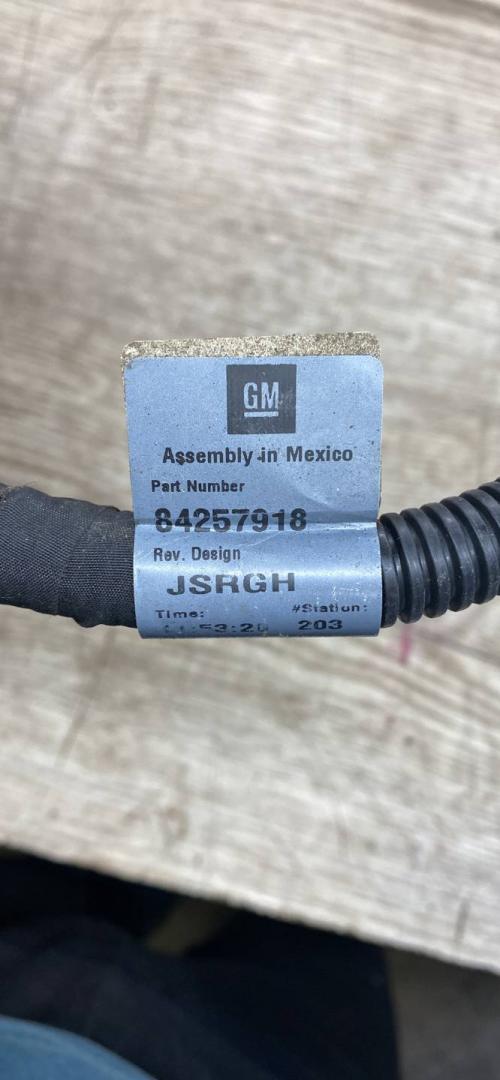 GM
Assembly in Mexico
Part Number
84257918
Rev. Design
JSRGH
Time: #Station:
203